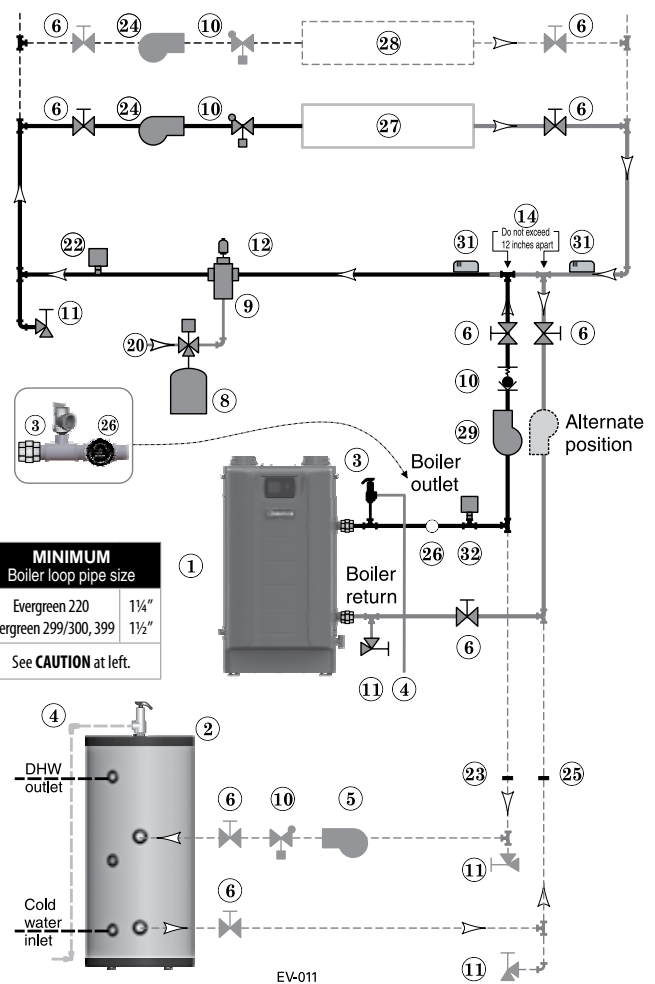 6 24 10 28 6
6 24 10 27 6
22 12 31 14 31
Do not exceed
12 inches apart
11 9 6 6
20 8 10
3 26 29 Alternate
position
3 Boiler
outlet
MINIMUM
Boiler loop pipe size
1 26 32
Evergreen 220 1¼"
ergreen 299/300, 399 1½"
Boiler
return
See CAUTION at left.
11 4 6
4 2
DHW
outlet
23 25
6 10 5
11
6
Cold
water
inlet
11
EV-011